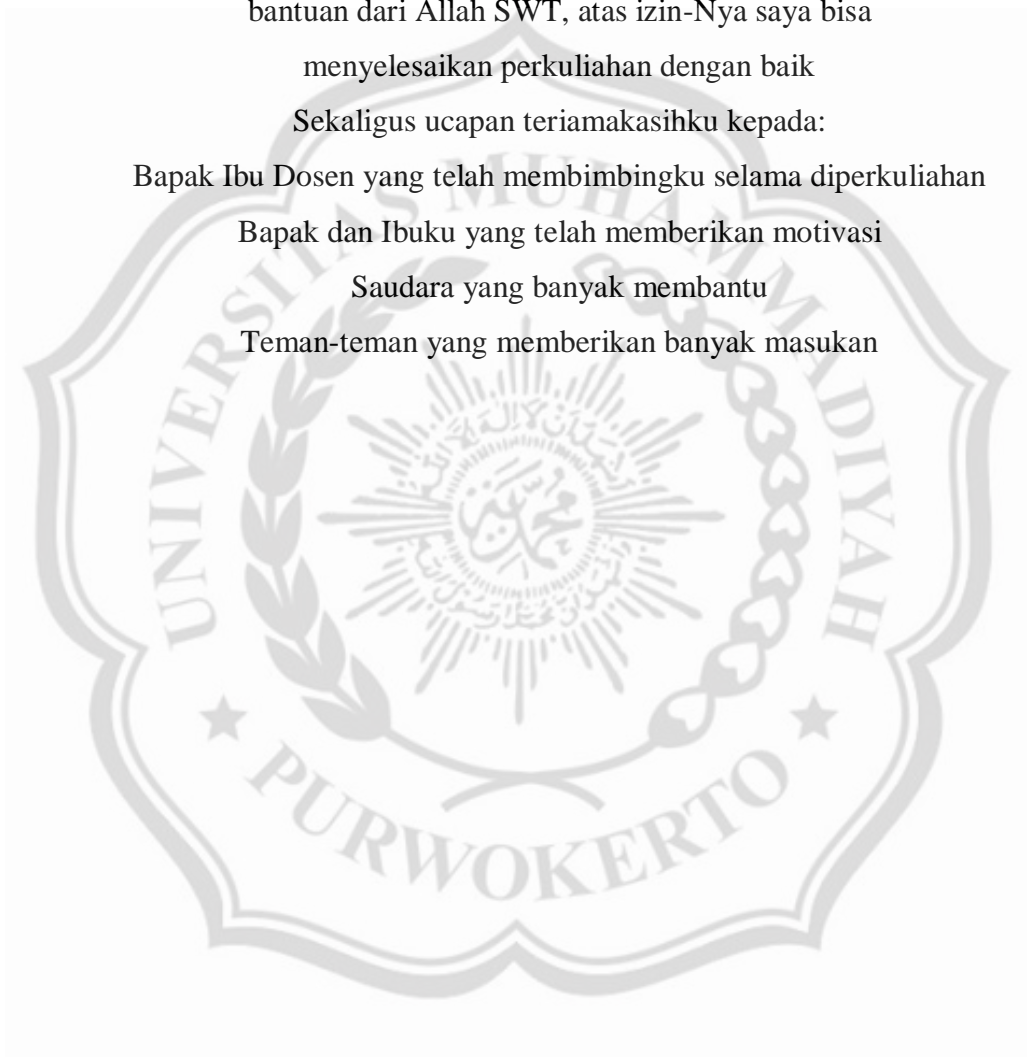 bantuan dari Allah SWT, atas izin-Nya saya bisa
menyelesaikan perkuliahan dengan baik
Sekaligus ucapan teriamakasihku kepada:
Bapak Ibu Dosen yang telah membimbingku selama diperkuliahan
Bapak dan Ibuku yang telah memberikan motivasi
Saudara yang banyak membantu
Teman-teman yang memberikan banyak masukan
UNIVERSITAS MUHAMMADIYAH
PURWOKERTO